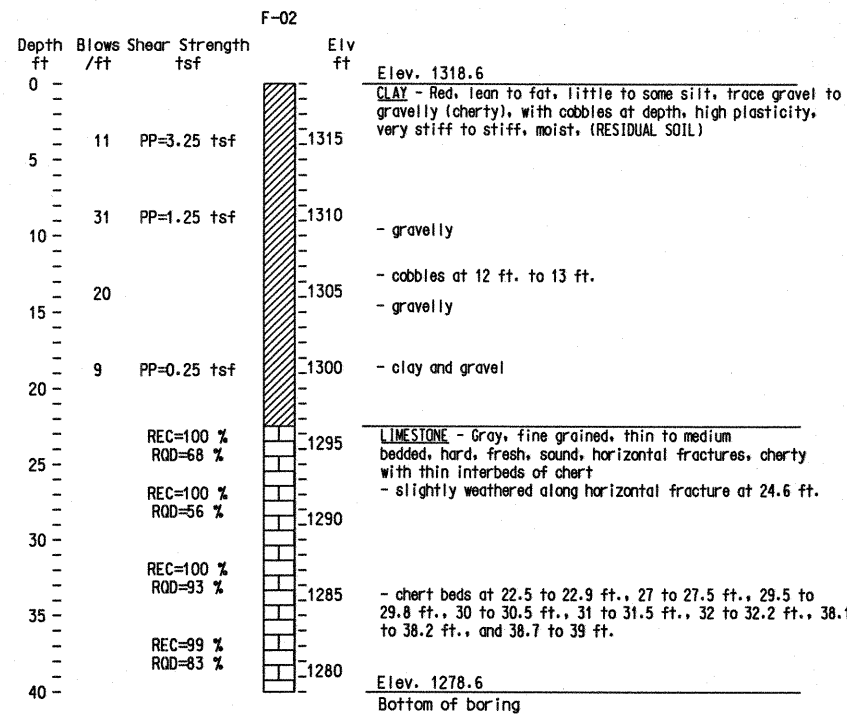 F-02
Depth Blows Shear Strength Elv
ft /ft tsf ft
Elev. 1318.6
0
CLAY - Red, lean to fat, little to some silt, trace gravel to
gravelly (cherty), with cobbles at depth, high plasticity,
very stiff to stiff, moist, (RESIDUAL SOIL)
11 PP=3.25 tsf 1315
5
31 PP=1.25 tsf 1310
10 - gravelly
- cobbles at 12 ft. to 13 ft.
20 1305
15 - gravelly
9 PP=0.25 tsf 1300 - clay and gravel
20
REC=100 % 1295 LIMESTONE - Gray, fine grained, thin to medium
RQD=68 % bedded, hard, fresh, sound, horizontal fractures, cherty
25 with thin interbeds of chert
REC=100 % - slightly weathered along horizontal fracture at 24.6 ft.
RQD=56 % 1290
30
REC=100 %
RQD=93 % 1285 - chert beds at 22.5 to 22.9 ft., 27 to 27.5 ft., 29.5 to
29.8 ft., 30 to 30.5 ft., 31 to 31.5 ft., 32 to 32.2 ft., 38.1
35 to 38.2 ft., and 38.7 to 39 ft.
REC=99 %
RQD=83 % 1280
Elev. 1278.6
40
Bottom of boring